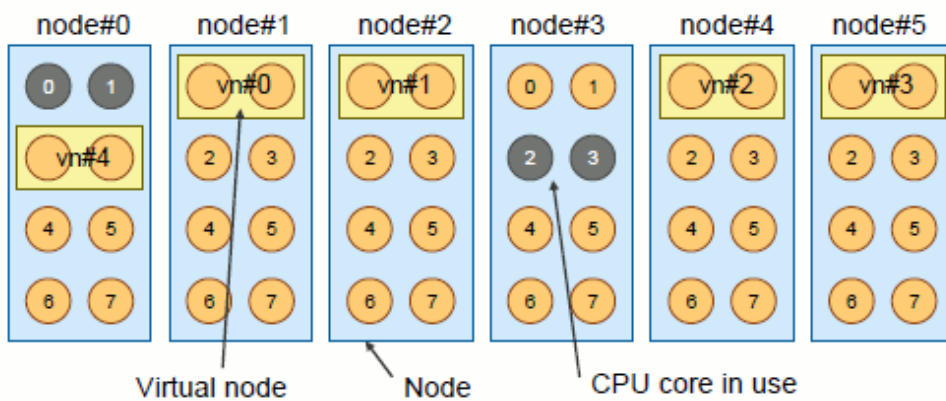 node#0 node#1 node#2 node#3 node#4 node#5
0 1 vn#0 vn#1 0 1 vn#2 vn#3
vn#4 2 3 2 3 2 3 2 3 2 3
4 5 4 5 4 5 4 5 4 5 4 5
6 7 6 7 6 7 6 7 6 7 6 7
Virtual node Node CPU core in use